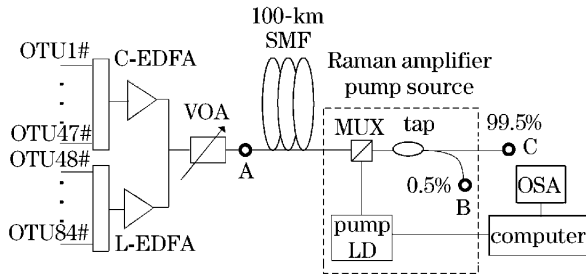 OTU1#
C-EDFA
OTU47#
OTU48#
OTU84#
L-EDFA
VOA
A
100-km
SMF
Raman amplifier
pump source
MUX
tap
99.5%
C
0.5%
B
OSA
pump
LD
computer